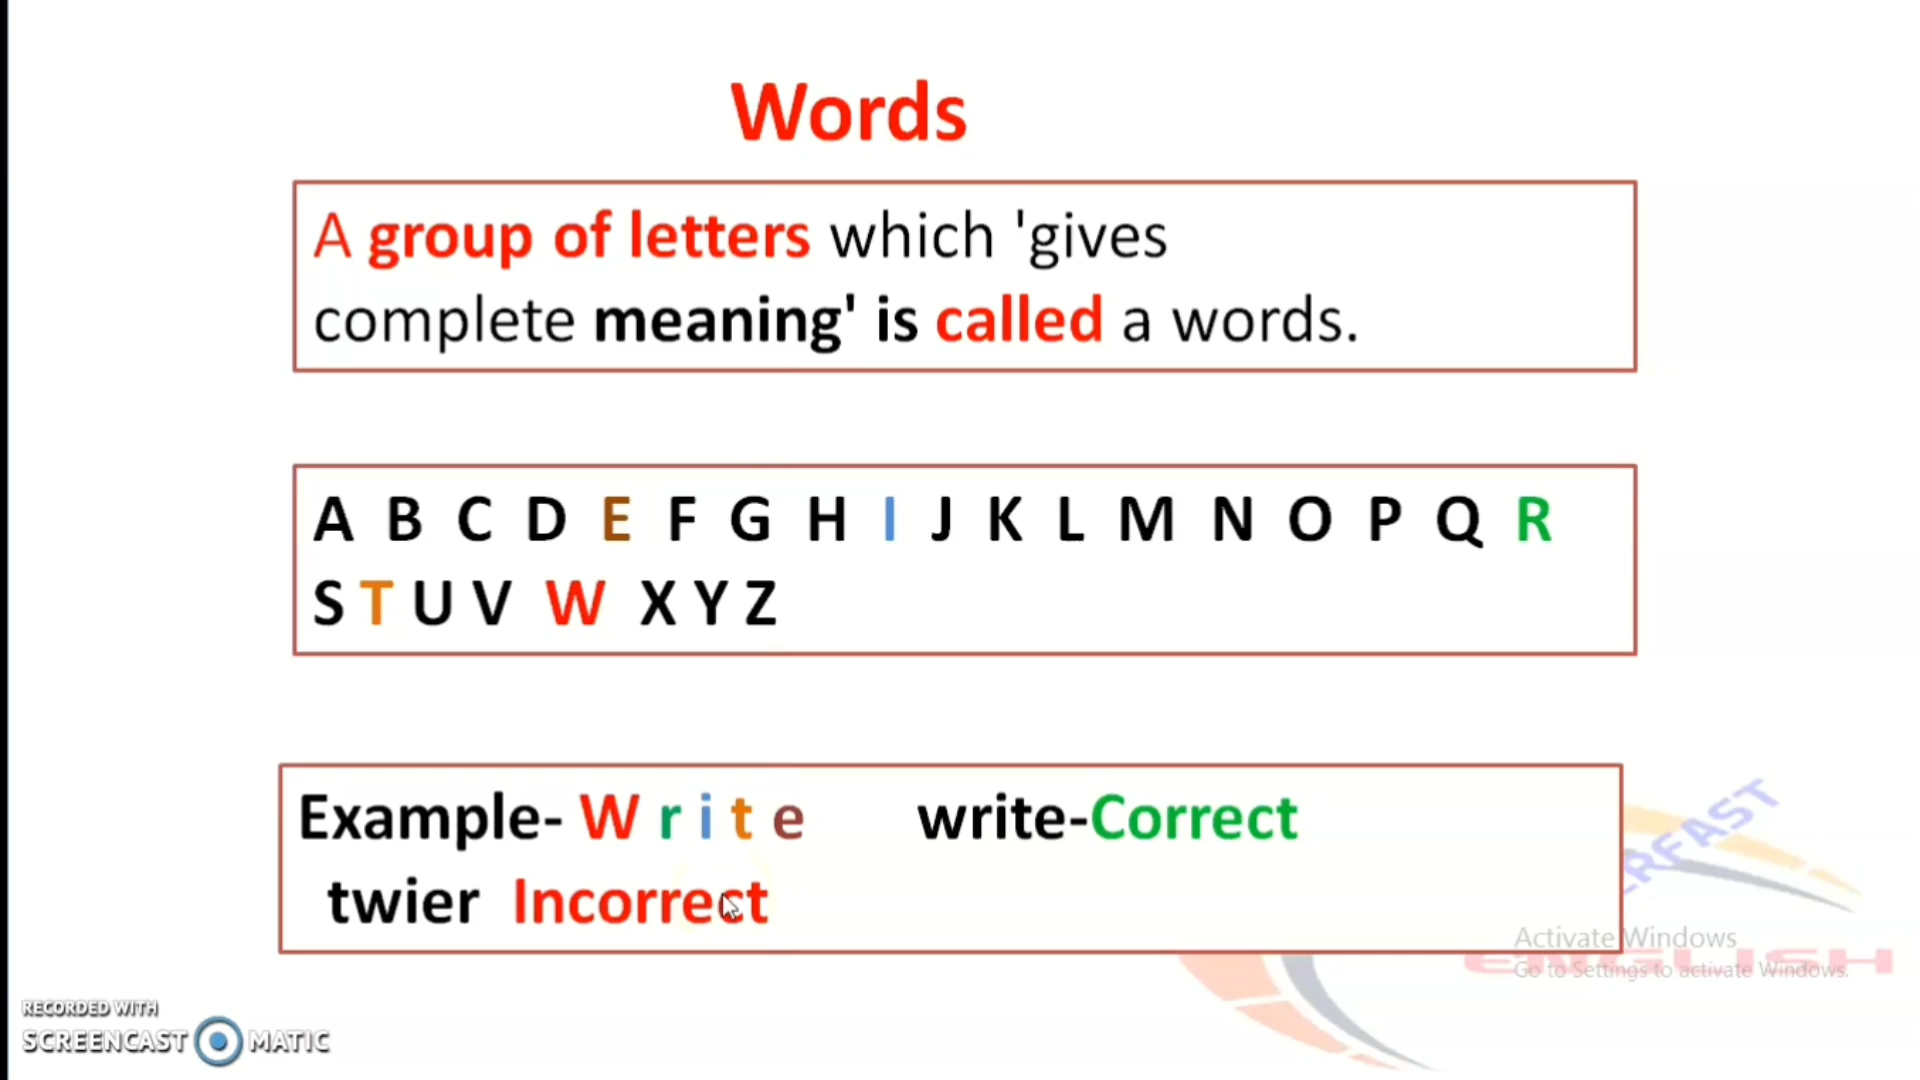 Words
A group of letters which 'gives
complete meaning' is called a words.
A B C D E F G H I J K L M N O P Q R
S T U V W X Y Z
Example- W r i t e write-Correct
twier Incorrect
Activate Windows
ENGLISH
Go to Settings to activate Windows.
RECORDED WITH
SCREENCAST MATIC